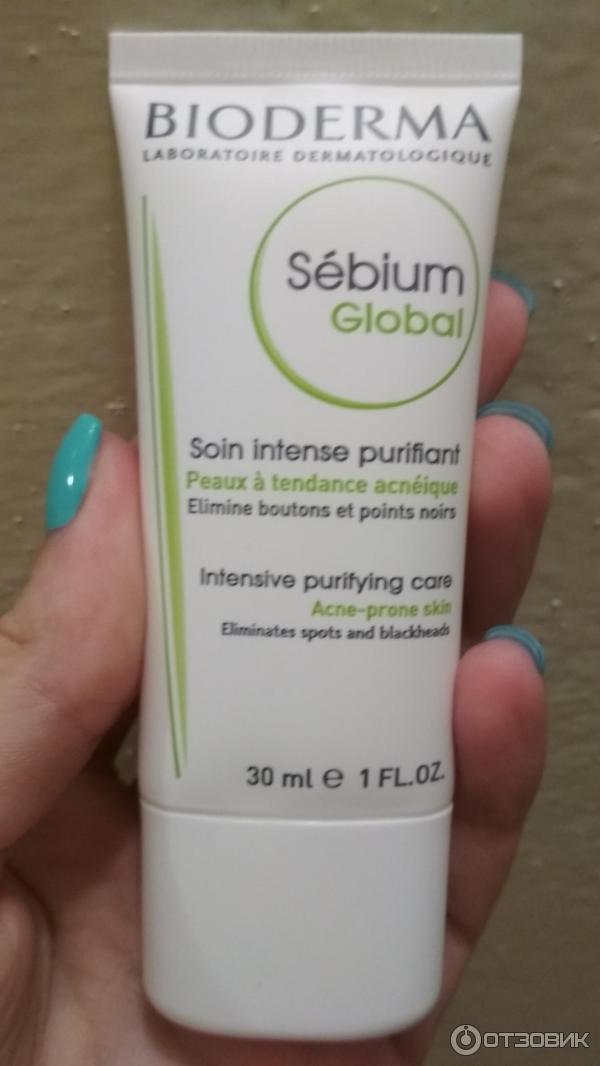 BIODERMA
LABORATOIRE DERMATOLOGIQUE
Sébium
Global
Soin intense purifiant
Peaux à tendance acnéique
Elimine boutons et points noirs
Intensive purifying care
Acne-prone skin
Eliminates spots and blackheads
30 ml e 1 FL.OZ.
ОТЗОВИК